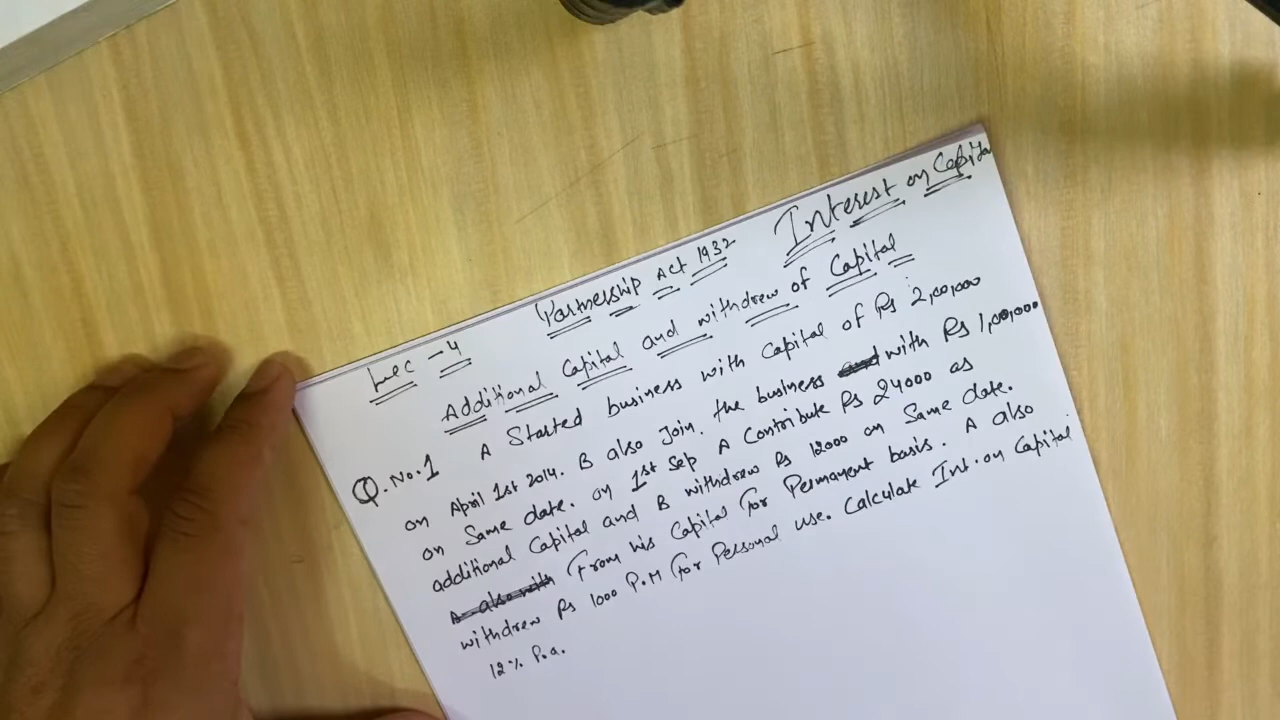 Interest on Capita
Partnership Act 1932
Lec - 4
Additional Capital and withdrew of Capital
Q. No. 1 A Started business with Capital of Rs 2,00,000
on April 1st 2014. B also Join. the business with Rs 1,00,000
on Same date. on 1st Sep A Contribute Rs 24000 as
additional Capital and B withdrew Rs 12000 on Same date.
From his Capital for Permanent basis. A also
withdrew Rs 1000 P.M for Personal use. Calculate Int. on Capital
12% P.a.